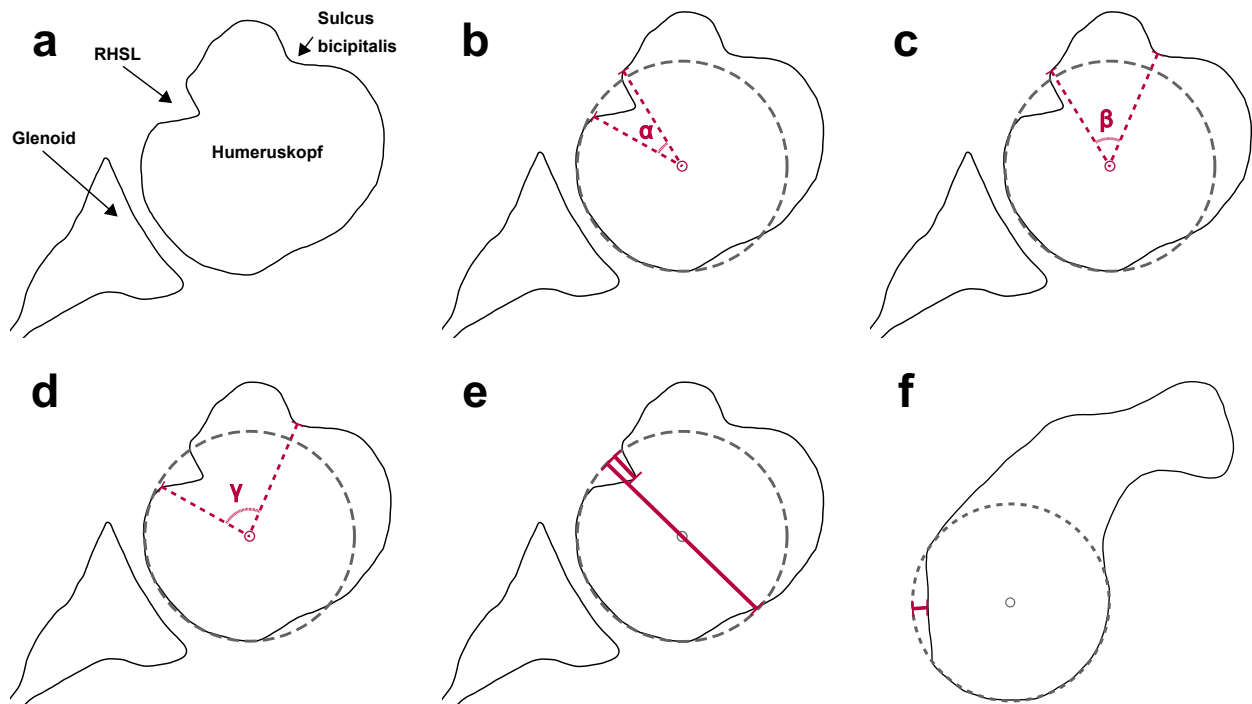 a
Sulcus
bicipitalis
RHSL
Glenoid
Humeruskopf
b
α
c
β
d
γ
e
f